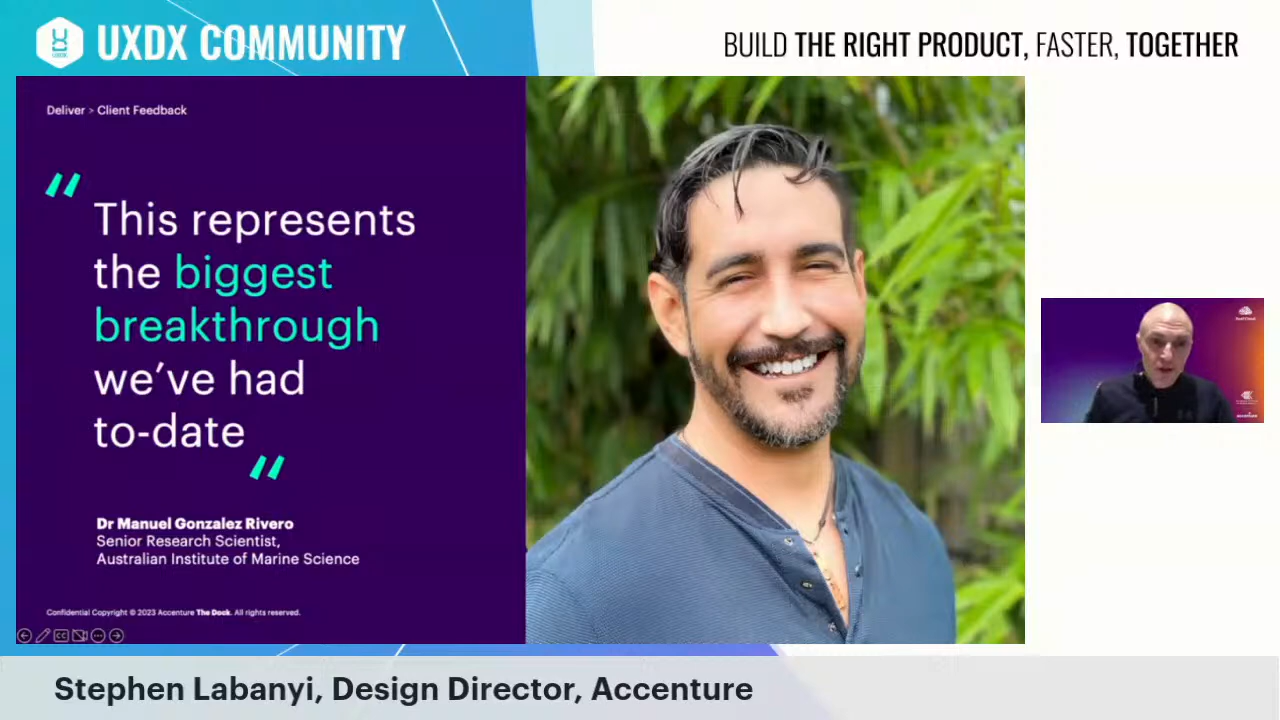 UXDX COMMUNITY
BUILD THE RIGHT PRODUCT, FASTER, TOGETHER
Deliver > Client Feedback
“
This represents
the biggest
breakthrough
we’ve had
to-date
“
Dr Manuel Gonzalez Rivero
Senior Research Scientist,
Australian Institute of Marine Science
Confidential Copyright © 2023 Accenture The Dock. All rights reserved.
accenture
Stephen Labanyi, Design Director, Accenture